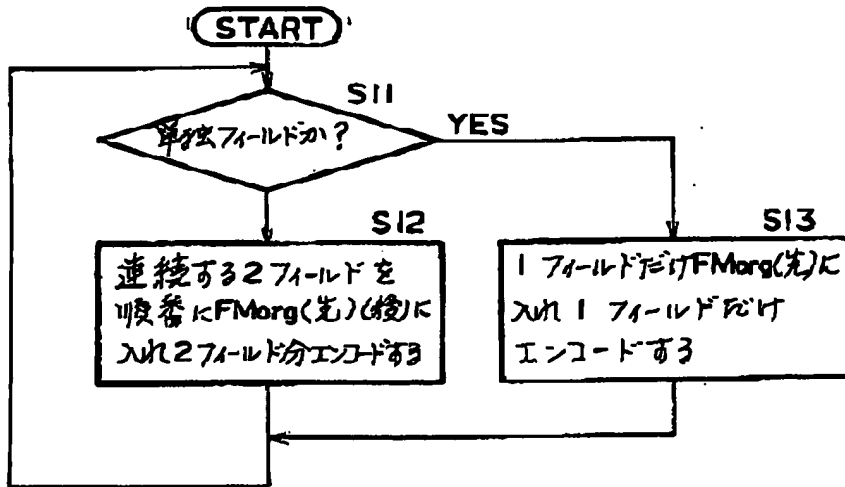 START
S11
単独フィールドか?
YES
S12
連続する2フィールドを
順番にFMorg(先)(後)に
入れ2フィールド分エンコードする
S13
1フィールドだけFMorg(先)に
入れ1フィールドだけ
エンコードする